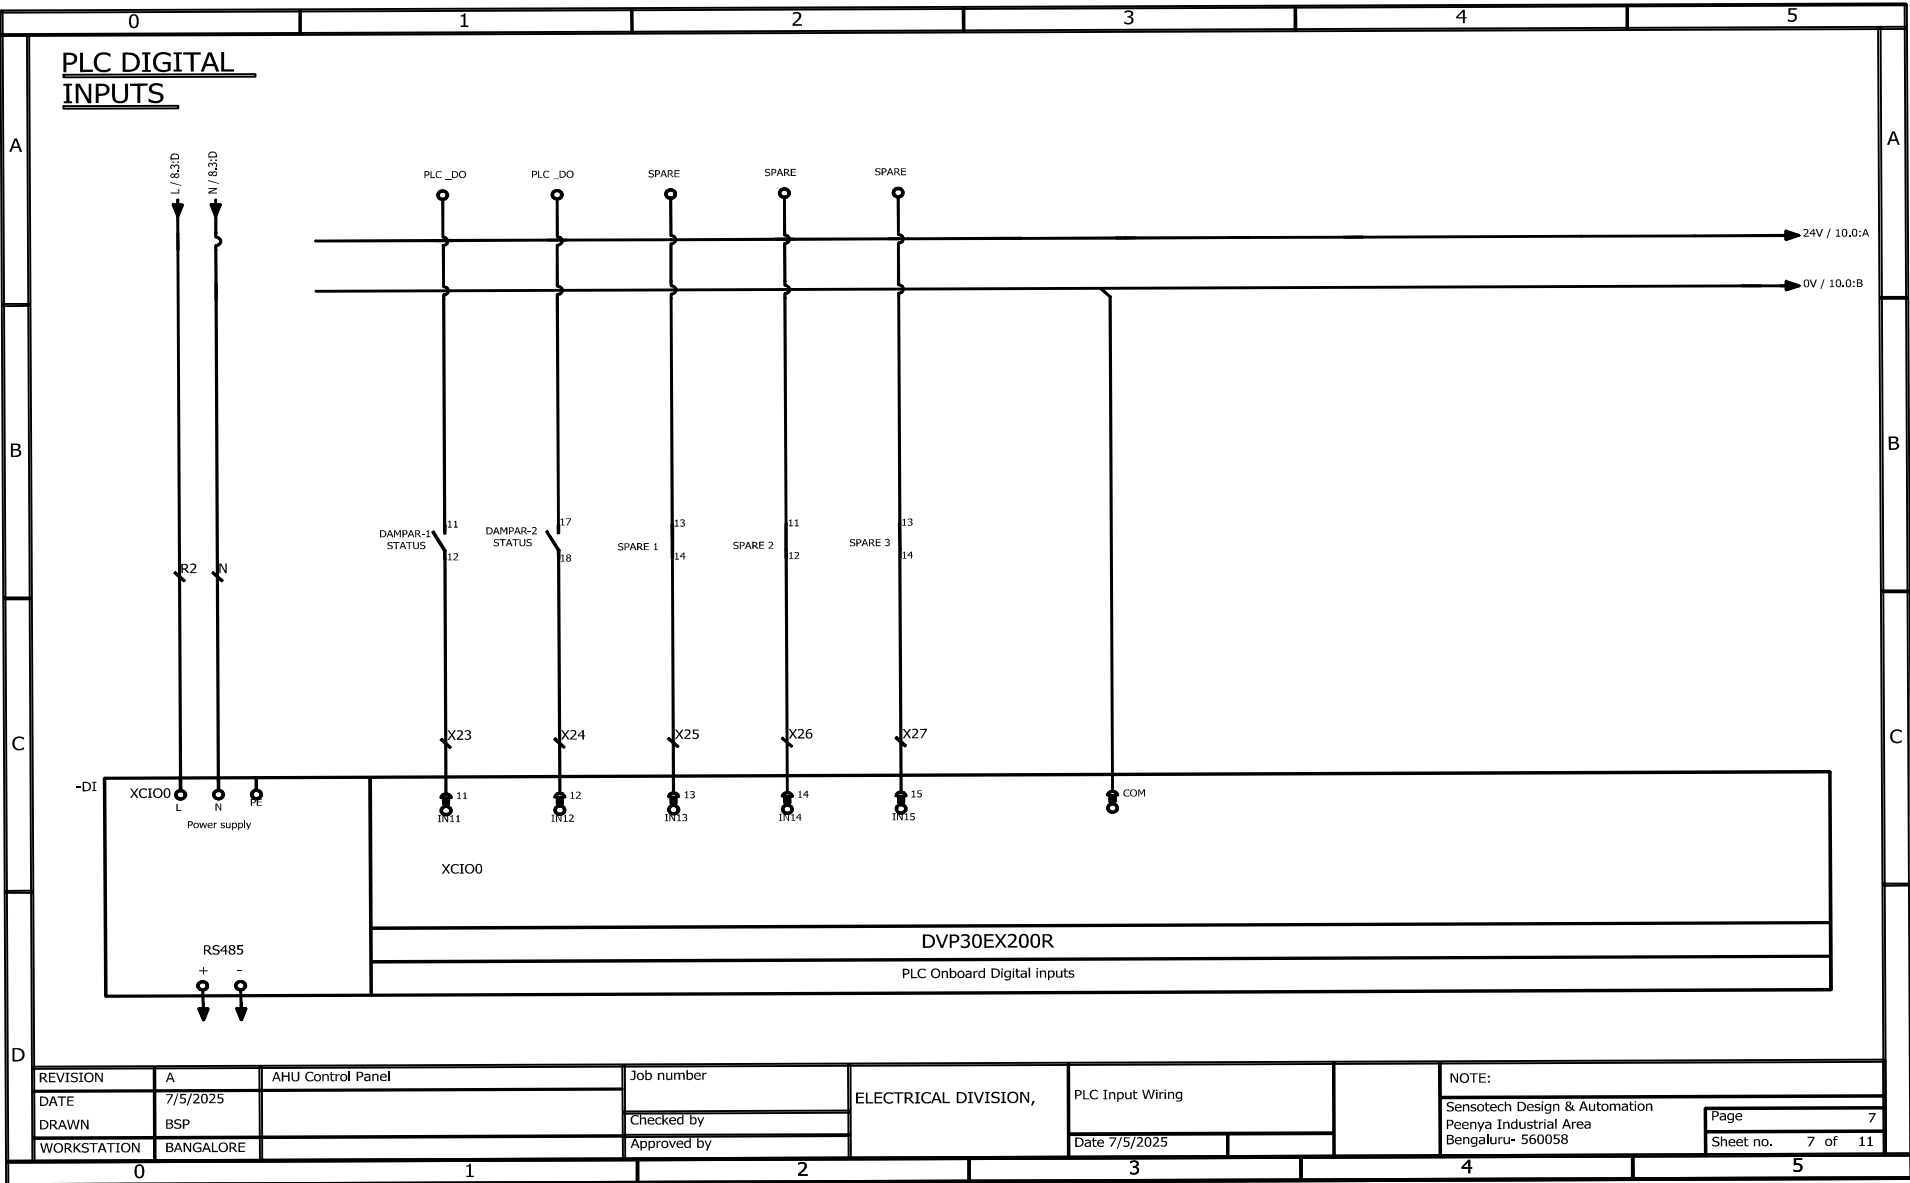 0 1 2 3 4 5
PLC DIGITAL
INPUTS
A A
L / 8.3:D
N / 8.3:D
PLC _DO PLC _DO SPARE SPARE SPARE
24V / 10.0:A
0V / 10.0:B
B B
11 17 13 11 13
DAMPAR-1
STATUS
DAMPAR-2
STATUS
SPARE 1 SPARE 2 SPARE 3
12 18 14 12 14
R2 N
C C
X23 X24 X25 X26 X27
-DI
XCIO0
L N PE
Power supply
11 12 13 14 15 COM
IN11 IN12 IN13 IN14 IN15
XCIO0
RS485
+ -
DVP30EX200R
PLC Onboard Digital inputs
D
REVISION A AHU Control Panel
DATE 7/5/2025
DRAWN BSP
WORKSTATION BANGALORE
Job number
Checked by
Approved by
ELECTRICAL DIVISION,
PLC Input Wiring
Date 7/5/2025
NOTE:
Sensotech Design & Automation
Peenya Industrial Area
Bengaluru- 560058
Page 7
Sheet no. 7 of 11
0 1 2 3 4 5